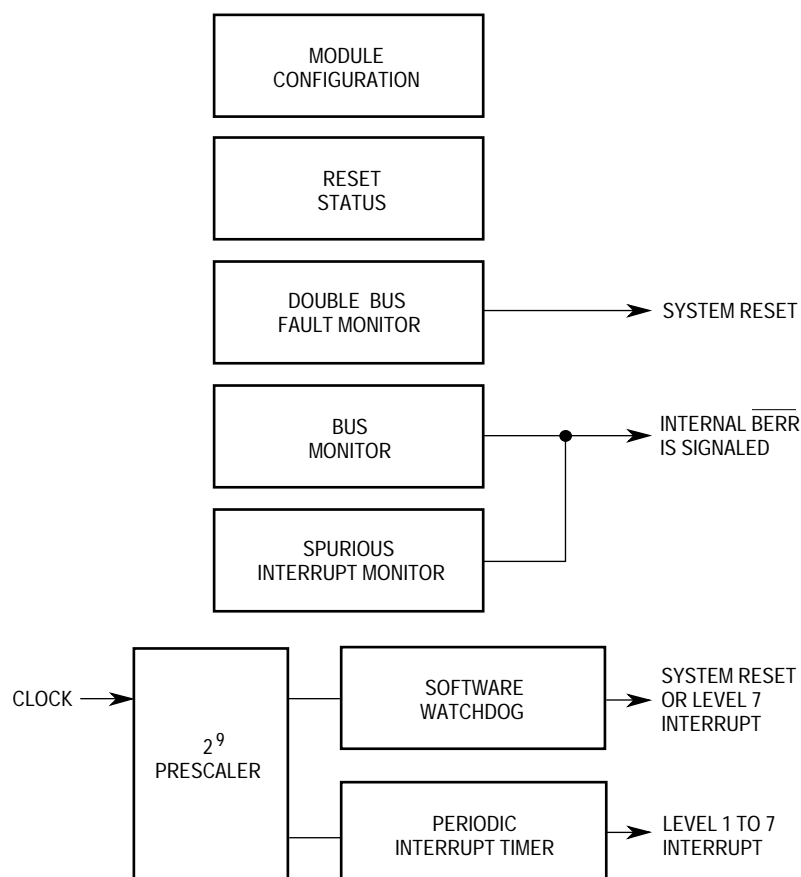 MODULE
CONFIGURATION
RESET
STATUS
DOUBLE BUS
FAULT MONITOR
SYSTEM RESET
BUS
MONITOR
INTERNAL BERR
IS SIGNALED
SPURIOUS
INTERRUPT MONITOR
CLOCK
2⁹
PRESCALER
SOFTWARE
WATCHDOG
SYSTEM RESET
OR LEVEL 7
INTERRUPT
PERIODIC
INTERRUPT TIMER
LEVEL 1 TO 7
INTERRUPT